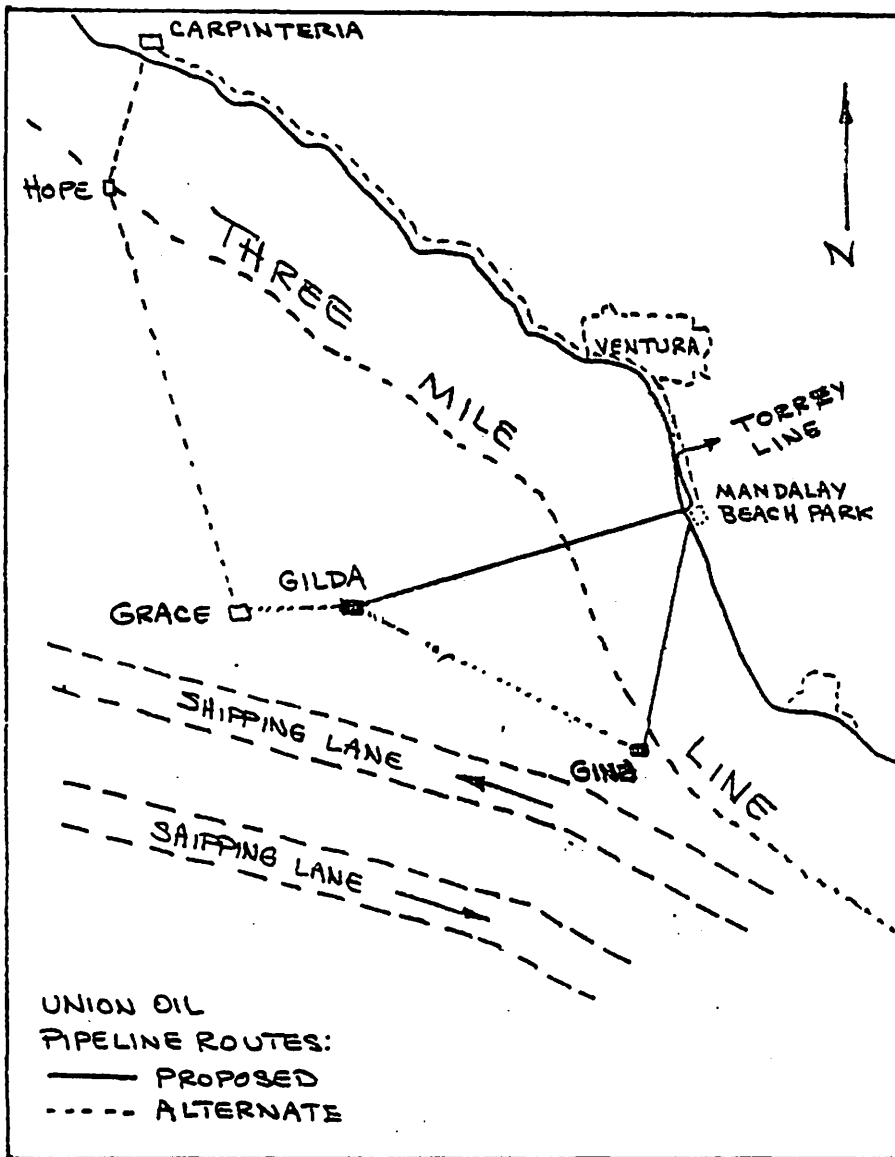 CARPINTERIA
HOPE
THREE
MILE
LINE
N
VENTURA
TORREY
LINE
MANDALAY
BEACH PARK
GILDA
GRACE
GINA
SHIPPING LANE
SHIPPING LANE
UNION OIL
PIPELINE ROUTES:
PROPOSED
ALTERNATE